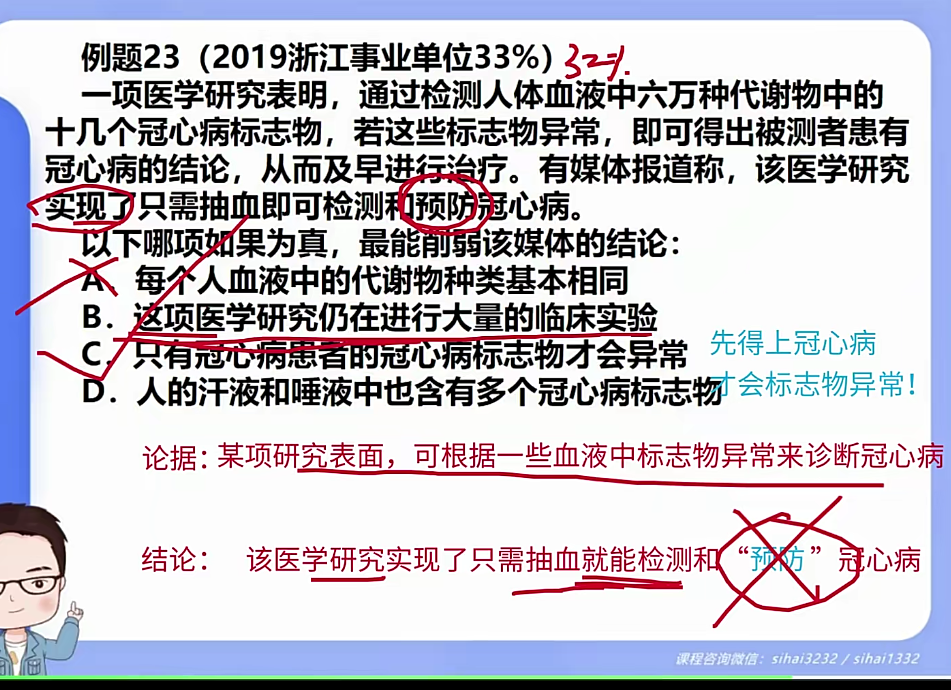 例题23（2019浙江事业单位33%）32%.
一项医学研究表明，通过检测人体血液中六万种代谢物中的
十几个冠心病标志物，若这些标志物异常，即可得出被测者患有
冠心病的结论，从而及早进行治疗。有媒体报道称，该医学研究
实现了只需抽血即可检测和预防冠心病。
以下哪项如果为真，最能削弱该媒体的结论：
A．每个人血液中的代谢物种类基本相同
B．这项医学研究仍在进行大量的临床实验
C．只有冠心病患者的冠心病标志物才会异常
D．人的汗液和唾液中也含有多个冠心病标志物
先得上冠心病
才会标志物异常！
论据：某项研究表面，可根据一些血液中标志物异常来诊断冠心病
结论： 该医学研究实现了只需抽血就能检测和“预防”冠心病
课程咨询微信：sihai3232 / sihai1332